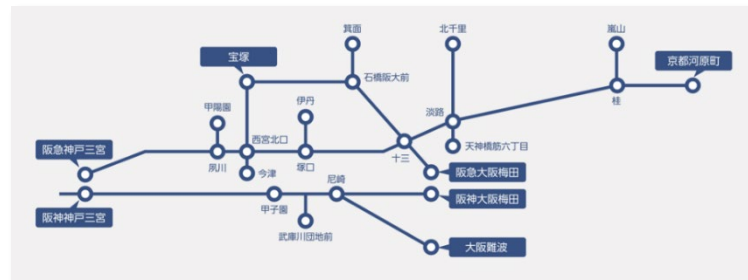 箕面
北千里
嵐山
宝塚
京都河原町
石橋阪大前
桂
甲陽園
伊丹
淡路
西宮北口
天神橋筋六丁目
阪急神戸三宮
夙川
今津
塚口
十三
阪急大阪梅田
尼崎
阪神神戸三宮
甲子園
阪神大阪梅田
武庫川団地前
大阪難波